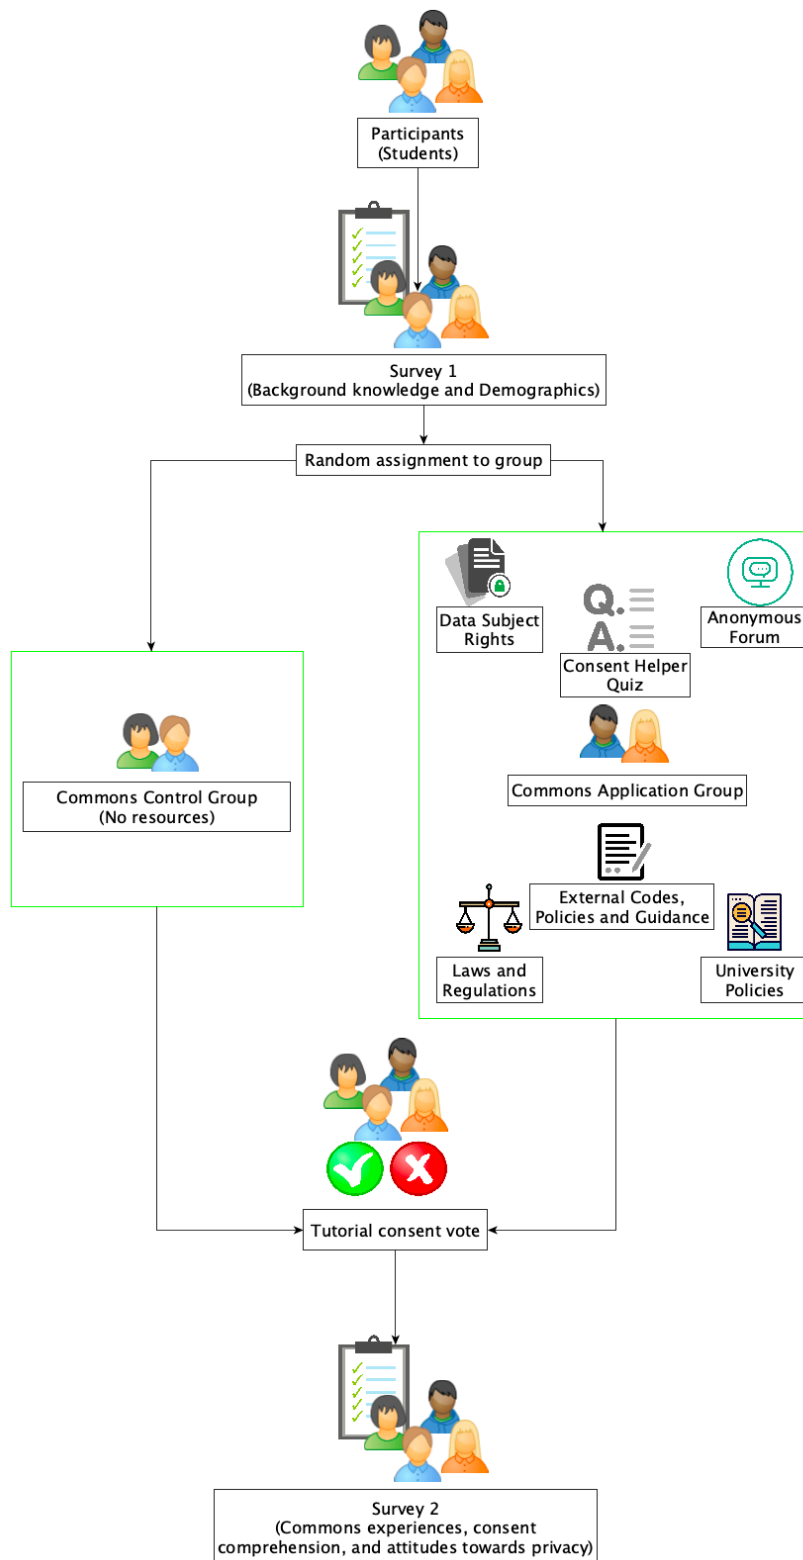 Participants
(Students)
Survey 1
(Background knowledge and Demographics)
Random assignment to group
Data Subject
Rights
Q.
A.
Consent Helper
Quiz
Anonymous
Forum
Commons Control Group
(No resources)
Commons Application Group
External Codes,
Policies and Guidance
Laws and
Regulations
University
Policies
Tutorial consent vote
Survey 2
(Commons experiences, consent
comprehension, and attitudes towards privacy)